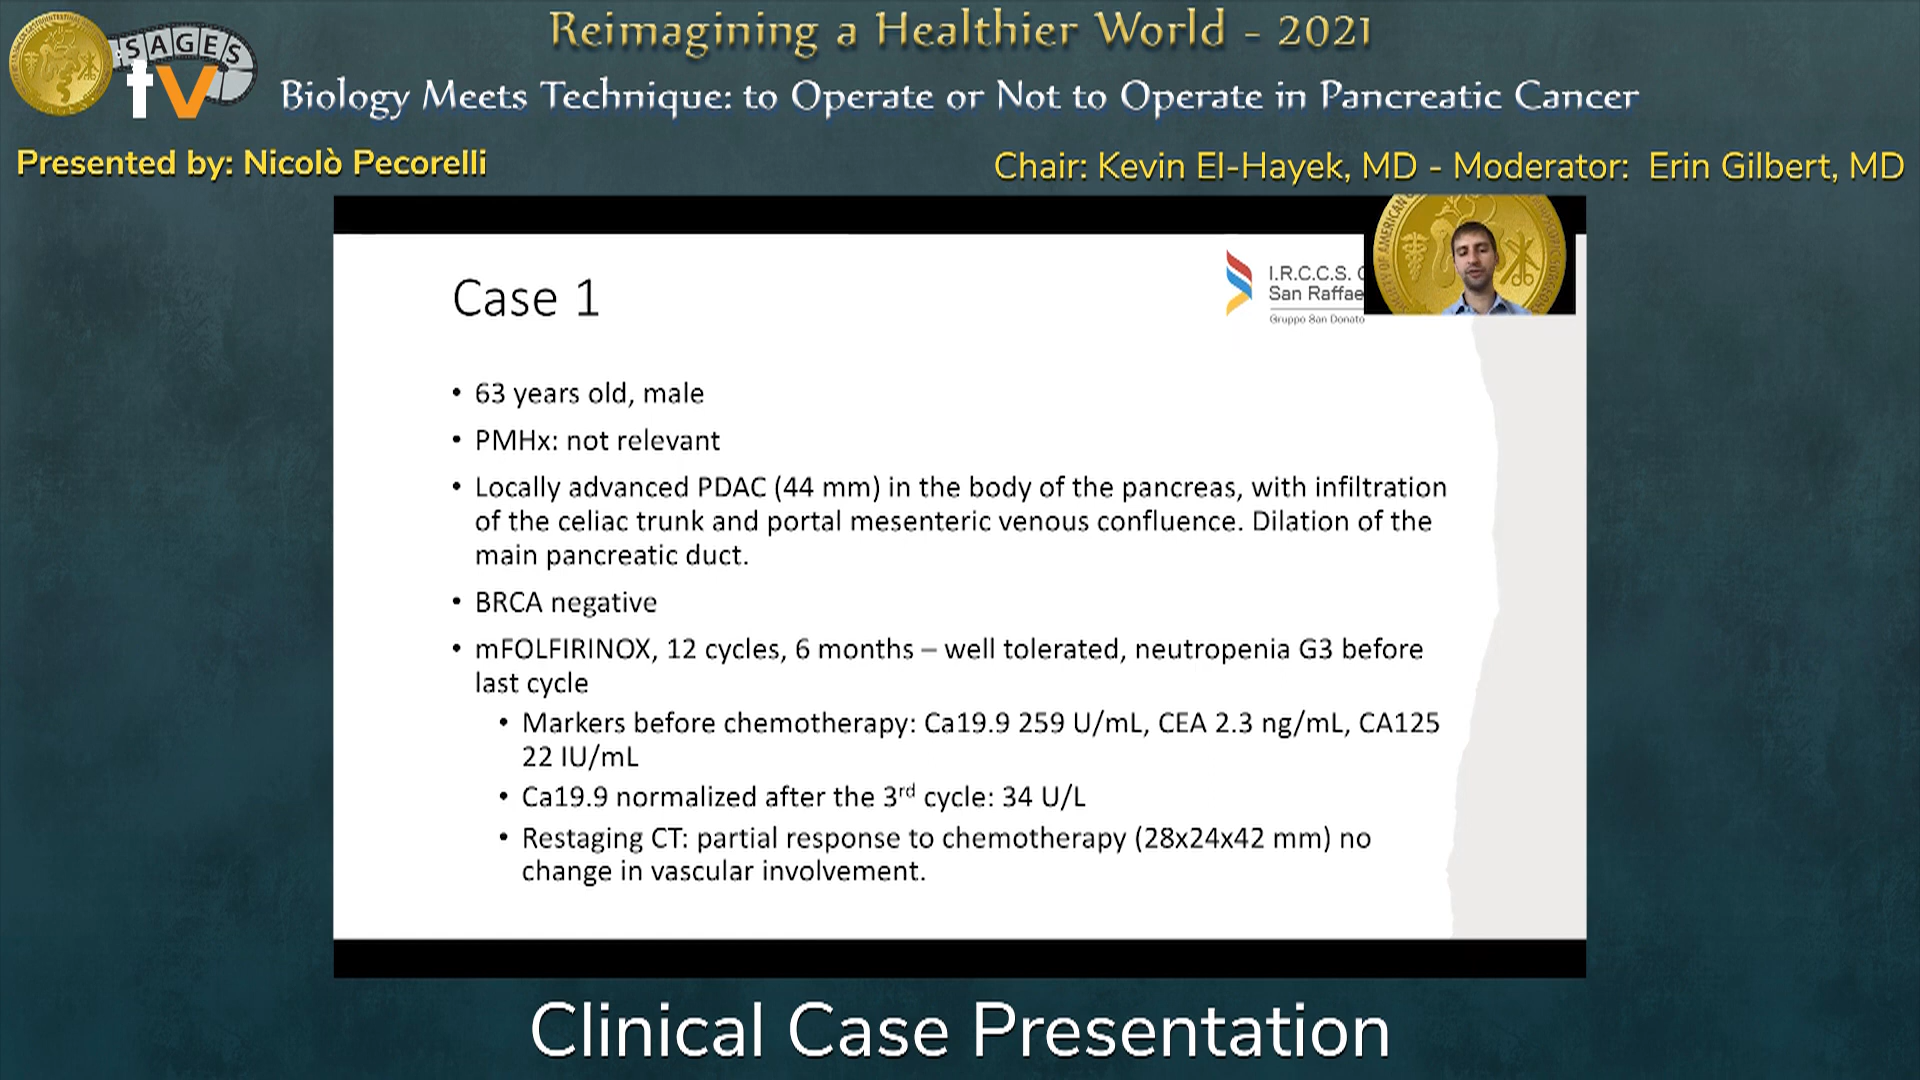 Reimagining a Healthier World - 2021
SAGES
tv
Biology Meets Technique: to Operate or Not to Operate in Pancreatic Cancer
Presented by: Nicolò Pecorelli
Chair: Kevin El-Hayek, MD - Moderator: Erin Gilbert, MD
Case 1
I.R.C.C.S. O
San Raffae
Gruppo San Donato
• 63 years old, male
• PMHx: not relevant
• Locally advanced PDAC (44 mm) in the body of the pancreas, with infiltration
of the celiac trunk and portal mesenteric venous confluence. Dilation of the
main pancreatic duct.
• BRCA negative
• mFOLFIRINOX, 12 cycles, 6 months – well tolerated, neutropenia G3 before
last cycle
• Markers before chemotherapy: Ca19.9 259 U/mL, CEA 2.3 ng/mL, CA125
22 IU/mL
• Ca19.9 normalized after the 3rd cycle: 34 U/L
• Restaging CT: partial response to chemotherapy (28x24x42 mm) no
change in vascular involvement.
Clinical Case Presentation